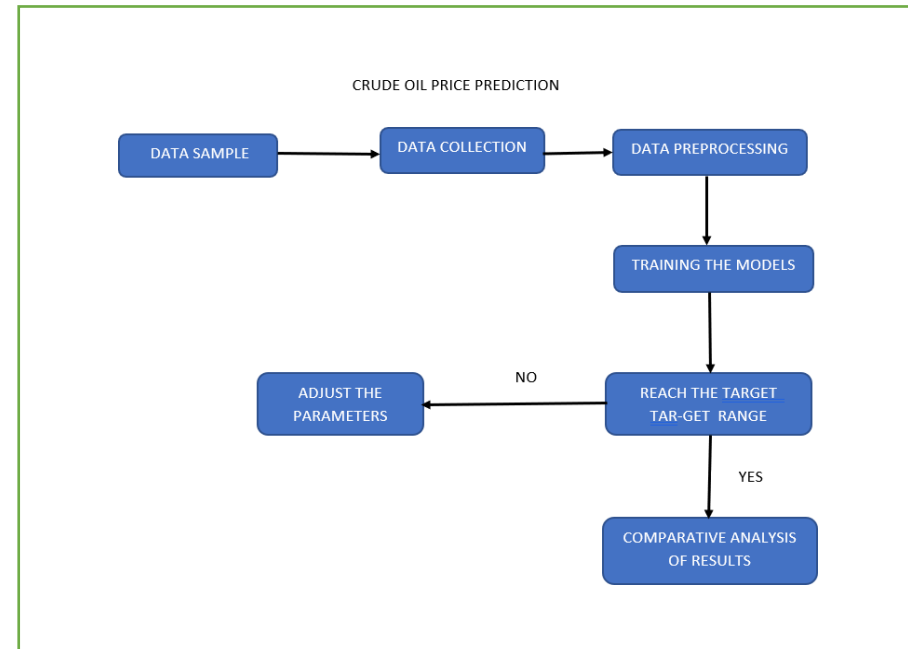 CRUDE OIL PRICE PREDICTION
DATA SAMPLE
DATA COLLECTION
DATA PREPROCESSING
TRAINING THE MODELS
NO
ADJUST THE
PARAMETERS
REACH THE TARGET
TAR-GET RANGE
YES
COMPARATIVE ANALYSIS
OF RESULTS